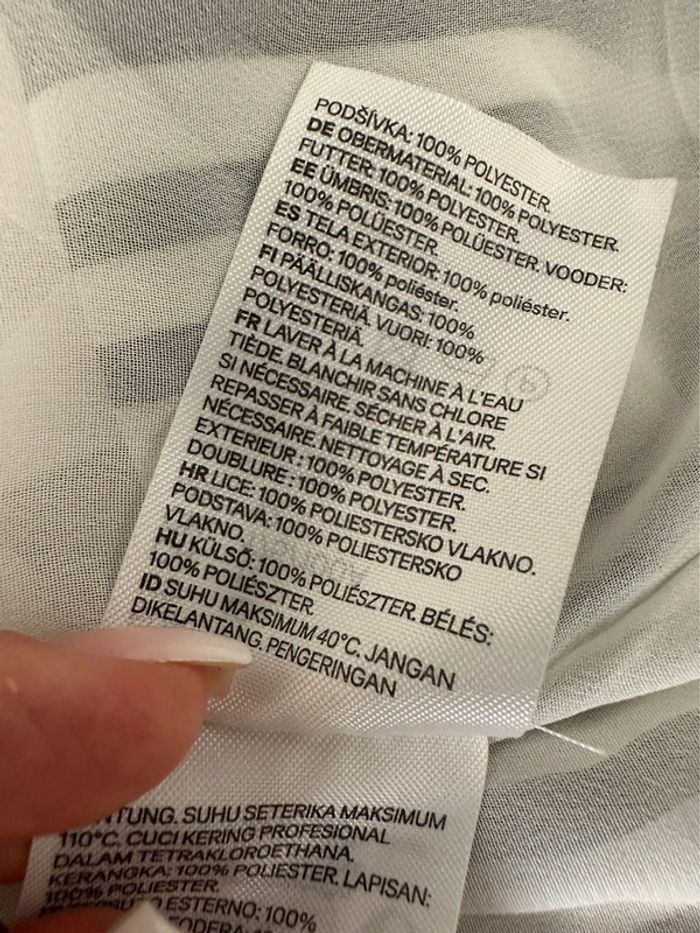 PODŠÍVKA: 100% POLYESTER.
DE OBERMATERIAL: 100% POLYESTER.
FUTTER: 100% POLYESTER.
EE ÜMBRIS: 100% POLÜESTER. VOODER:
100% POLÜESTER.
ES TELA EXTERIOR: 100% poliéster.
FORRO: 100% poliéster.
FI PÄÄLLISKANGAS: 100%
POLYESTERIÄ. VUORI: 100%
POLYESTERIÄ.
FR LAVER À LA MACHINE À L'EAU
TIÈDE. BLANCHIR SANS CHLORE
SI NÉCESSAIRE. SÉCHER À L'AIR.
REPASSER À FAIBLE TEMPÉRATURE SI
NÉCESSAIRE. NETTOYAGE À SEC.
EXTERIEUR : 100% POLYESTER.
DOUBLURE : 100% POLYESTER.
HR LICE: 100% POLIESTERSKO VLAKNO.
PODSTAVA: 100% POLIESTERSKO
VLAKNO.
HU KÜLSŐ: 100% POLIÉSZTER. BÉLÉS:
100% POLIÉSZTER
ID SUHU MAKSIMUM 40°C. JANGAN
DIKELANTANG. PENGERINGAN
SUHU SETERIKA MAKSIMUM
110°C. CUCI KERING PROFESIONAL
DALAM TETRAKLOROETHANA.
KERANGKA: 100% POLIESTER. LAPISAN:
100% POLIESTER.
ESTERNO: 100%